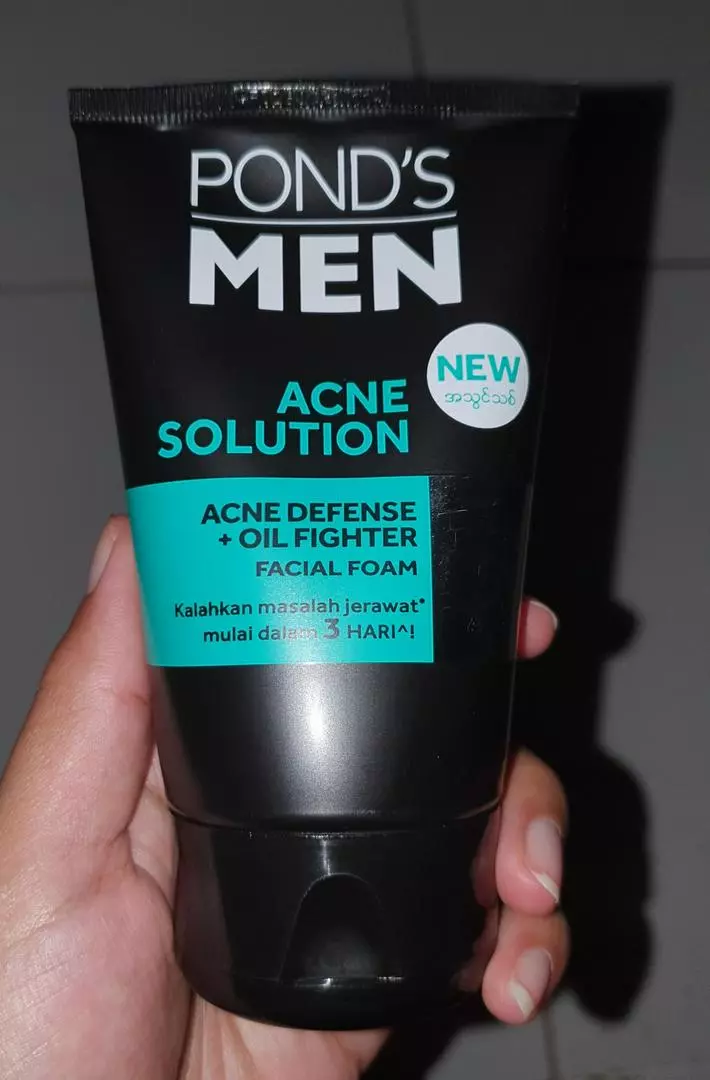 POND'S
MEN
NEW
အသွင်သစ်
ACNE
SOLUTION
ACNE DEFENSE
+ OIL FIGHTER
FACIAL FOAM
Kalahkan masalah jerawat*
mulai dalam 3 HARI^!